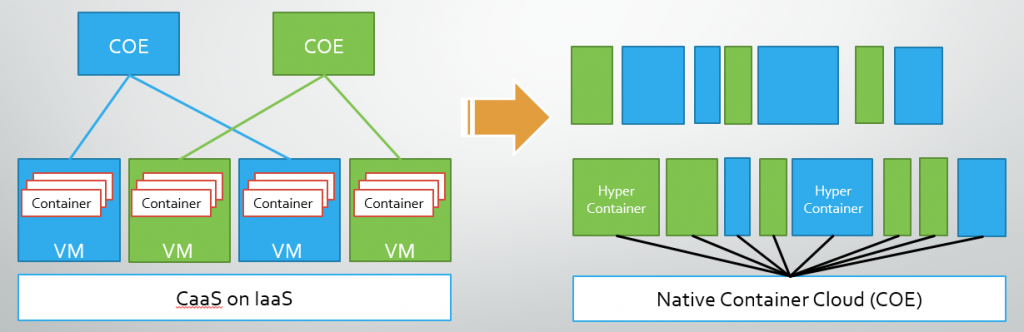 COE
COE
Container
Container
Container
Container
VM
VM
VM
VM
CaaS on IaaS
Hyper
Container
Hyper
Container
Native Container Cloud (COE)